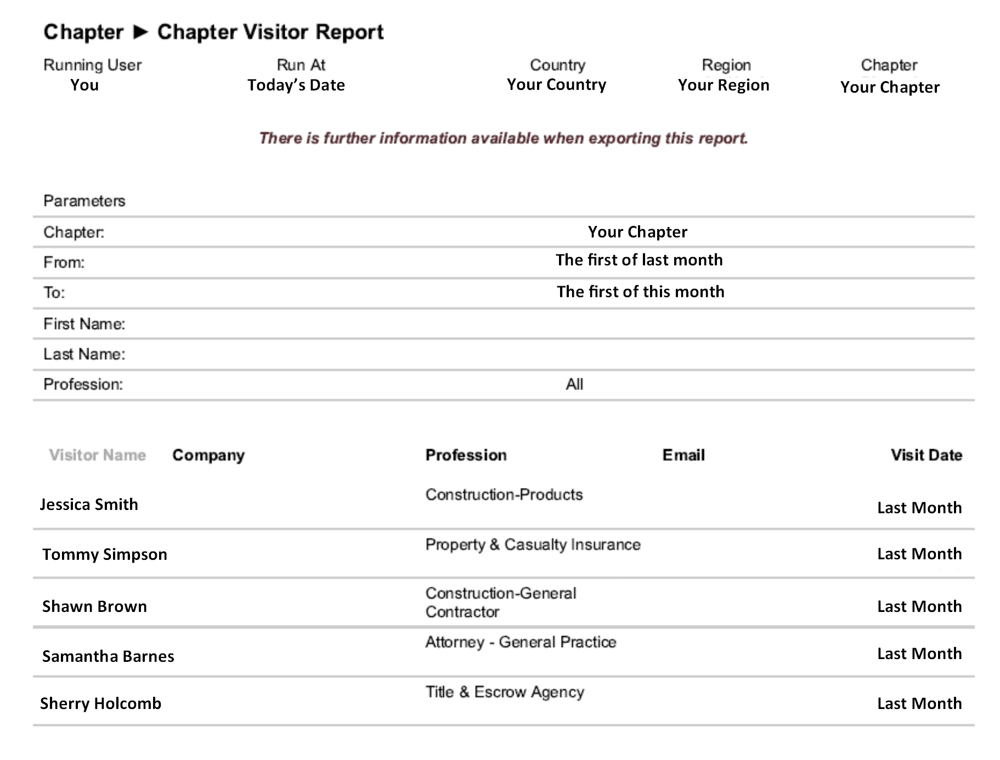 Chapter ► Chapter Visitor Report
Running User Run At Country Region Chapter
You Today’s Date Your Country Your Region Your Chapter
There is further information available when exporting this report.
Parameters
Chapter: Your Chapter
From: The first of last month
To: The first of this month
First Name:
Last Name:
Profession: All
Visitor Name Company Profession Email Visit Date
Jessica Smith Construction-Products Last Month
Tommy Simpson Property & Casualty Insurance Last Month
Shawn Brown Construction-General Last Month
Contractor
Samantha Barnes Attorney - General Practice Last Month
Sherry Holcomb Title & Escrow Agency Last Month